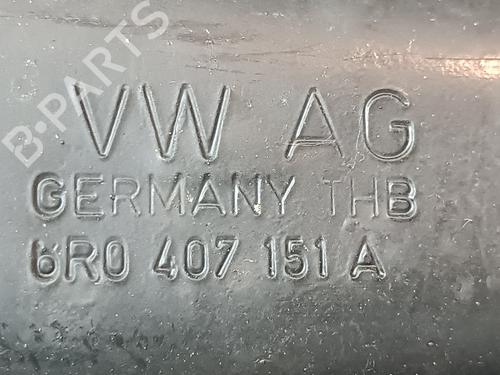 B-PARTS
VW AG
GERMANY THB
6R0 407 151 A